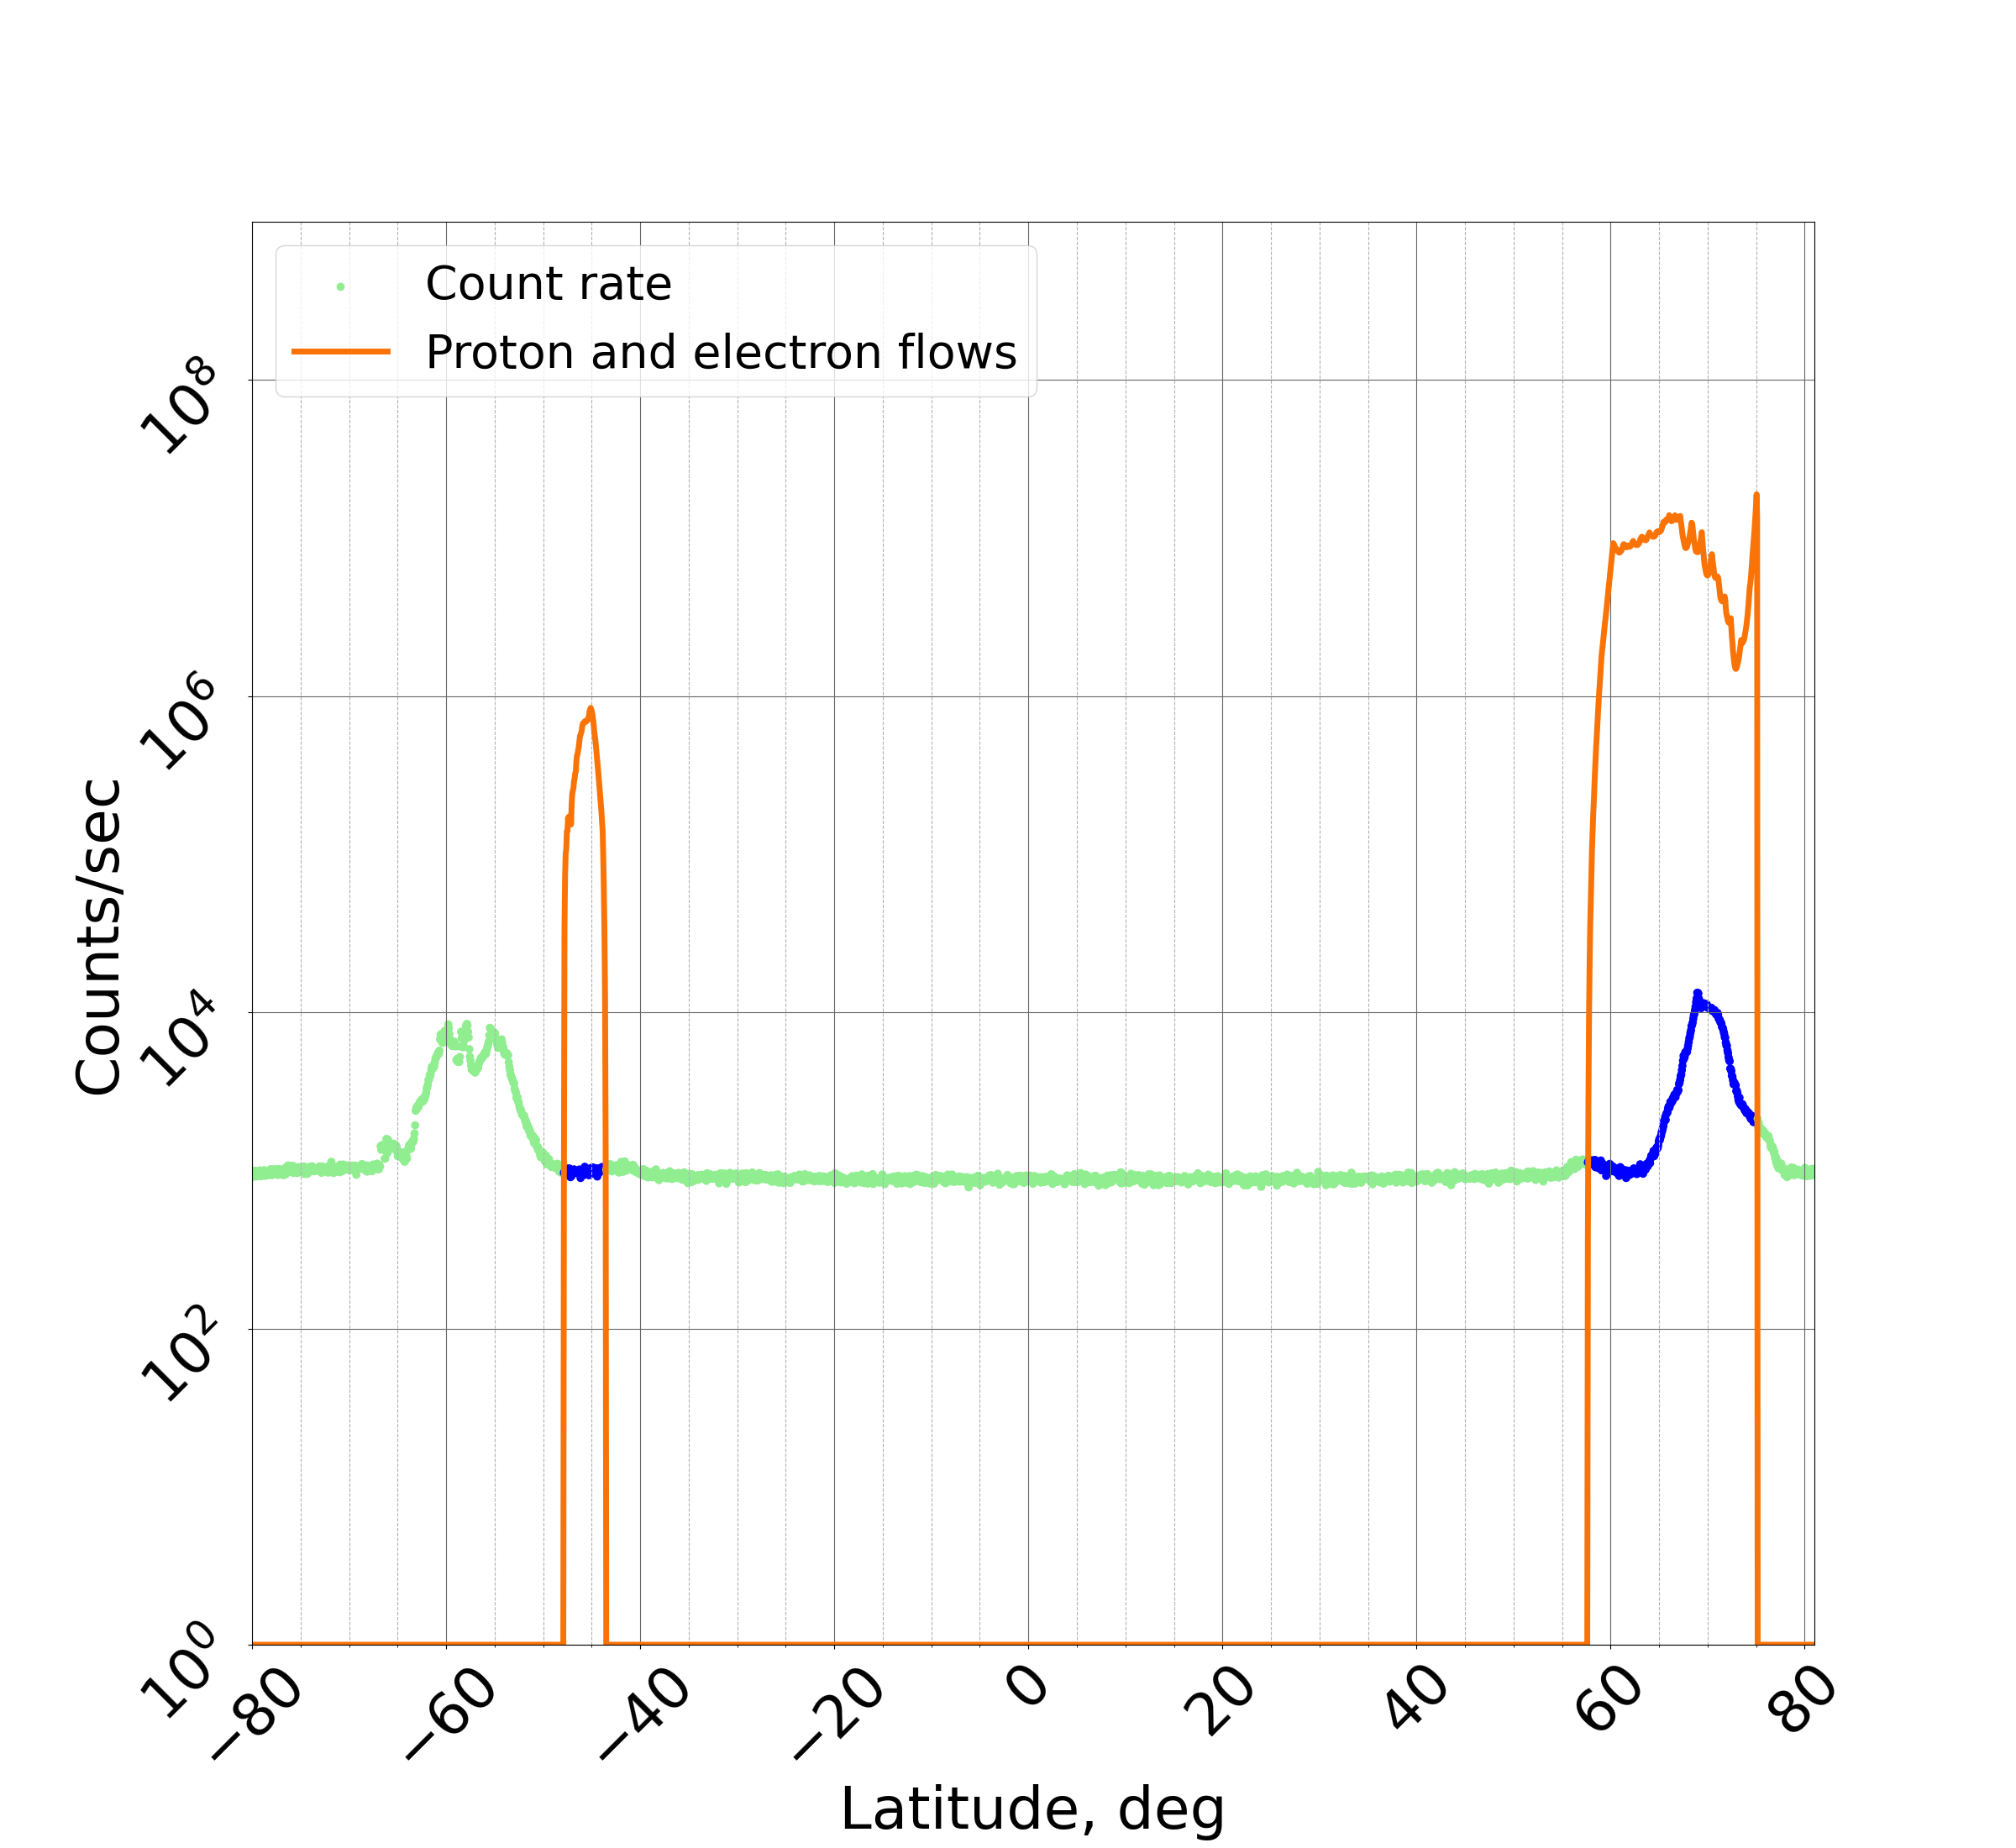 Count rate
Proton and electron flows
Counts/sec
10^8
10^6
10^4
10^2
10^0
−80 −60 −40 −20 0 20 40 60 80
Latitude, deg